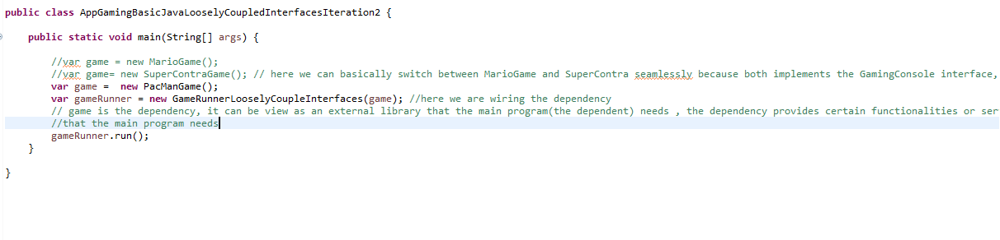 public class AppGamingBasicJavaLooselyCoupledInterfacesIteration2 {
public static void main(String[] args) {
//var game = new MarioGame();
//var game= new SuperContraGame(); // here we can basically switch between MarioGame and SuperContra seamlessly because both implements the GamingConsole interface,
var game =  new PacManGame();
var gameRunner = new GameRunnerLooselyCoupleInterfaces(game); //here we are wiring the dependency
// game is the dependency, it can be view as an external library that the main program(the dependent) needs , the dependency provides certain functionalities or ser
//that the main program needs
gameRunner.run();
}
}